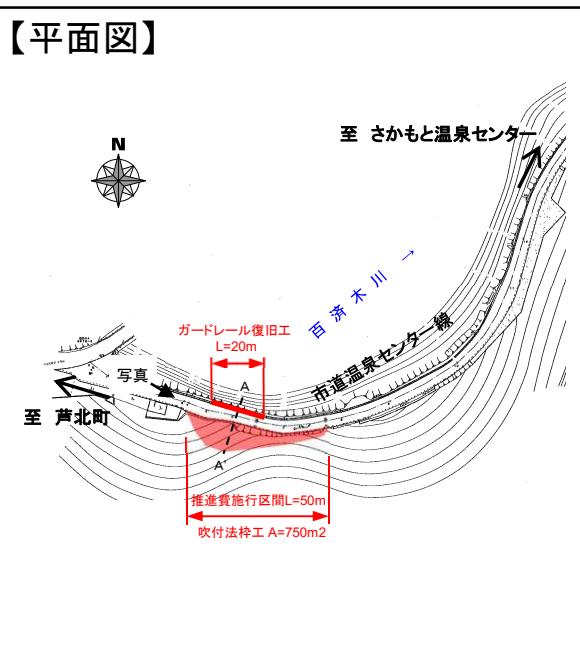 【平面図】
至 さかもと温泉センター
N
百済木川 →
ガードレール復旧工
L=20m
市道温泉センター線
写真
A
至 芦北町
A'
推進費施行区間L=50m
吹付法枠工 A=750m2